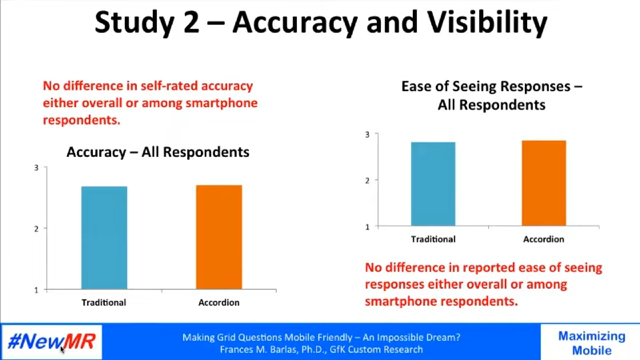 Study 2 – Accuracy and Visibility
No difference in self-rated accuracy
either overall or among smartphone
respondents.
Accuracy – All Respondents
3
2
1
Traditional
Accordion
Ease of Seeing Responses –
All Respondents
3
2
1
Traditional
Accordion
No difference in reported ease of seeing
responses either overall or among
smartphone respondents.
#NewMR
Making Grid Questions Mobile Friendly – An Impossible Dream?
Frances M. Barlas, Ph.D., GfK Custom Research
Maximizing
Mobile